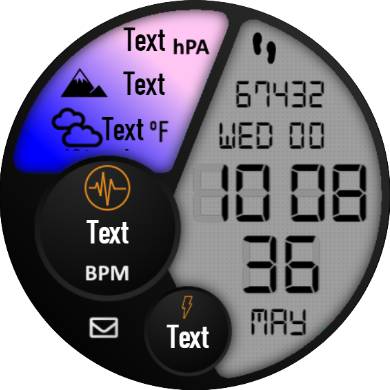 Text hPA
Text
Text °F
67432
WED 00
10 08
36
MAY
Text
BPM
Text